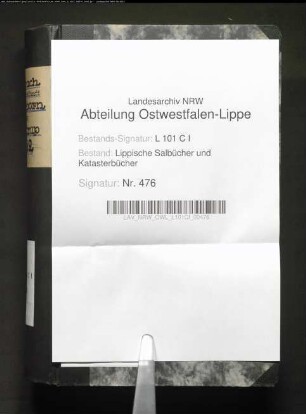 Landesarchiv NRW
Abteilung Ostwestfalen-Lippe
Bestands-Signatur: L 101 C I
Bestand: Lippische Salbücher und
Katasterbücher
Signatur: Nr. 476
LAV_NRW_OWL_L101CI_00476